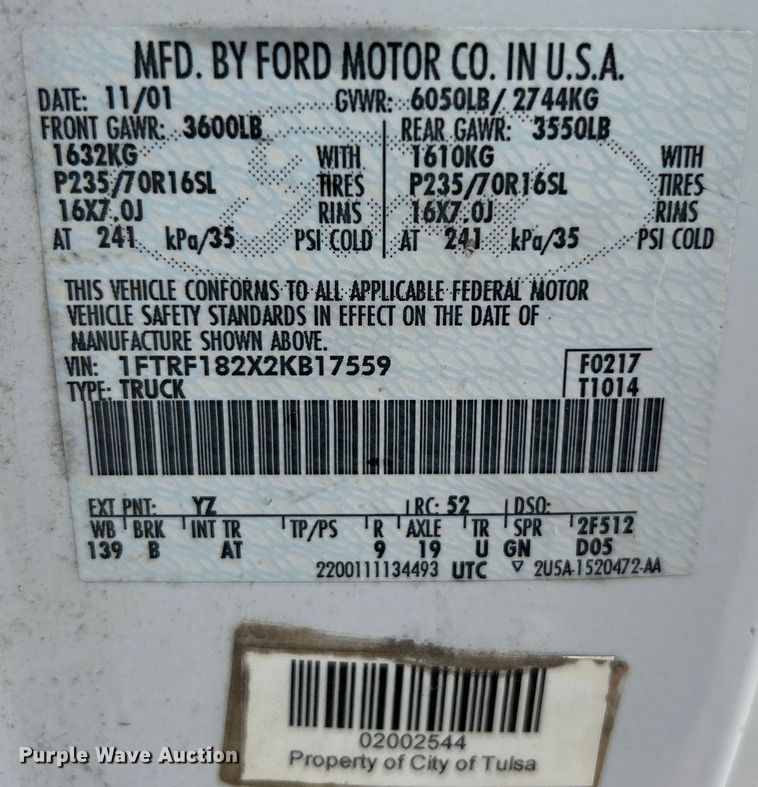 MFD. BY FORD MOTOR CO. IN U.S.A.
DATE: 11/01 GVWR: 6050LB/ 2744KG
FRONT GAWR: 3600LB REAR GAWR: 3550LB
1632KG WITH 1610KG WITH
P235/70R16SL TIRES P235/70R16SL TIRES
16X7.0J RIMS 16X7.0J RIMS
AT 241 kPa/35 PSI COLD AT 241 kPa/35 PSI COLD
THIS VEHICLE CONFORMS TO ALL APPLICABLE FEDERAL MOTOR
VEHICLE SAFETY STANDARDS IN EFFECT ON THE DATE OF
MANUFACTURE SHOWN ABOVE.
VIN: 1FTRF182X2KB17559 F0217
TYPE: TRUCK T1014
EXT PNT: YZ RC: 52 DSO:
WB BRK INT TR TP/PS R AXLE TR SPR 2F512
139 B AT 9 19 U GN D05
2200111134493 UTC ▽ 2U5A-1520472-AA
02002544
Property of City of Tulsa
Purple Wave Auction